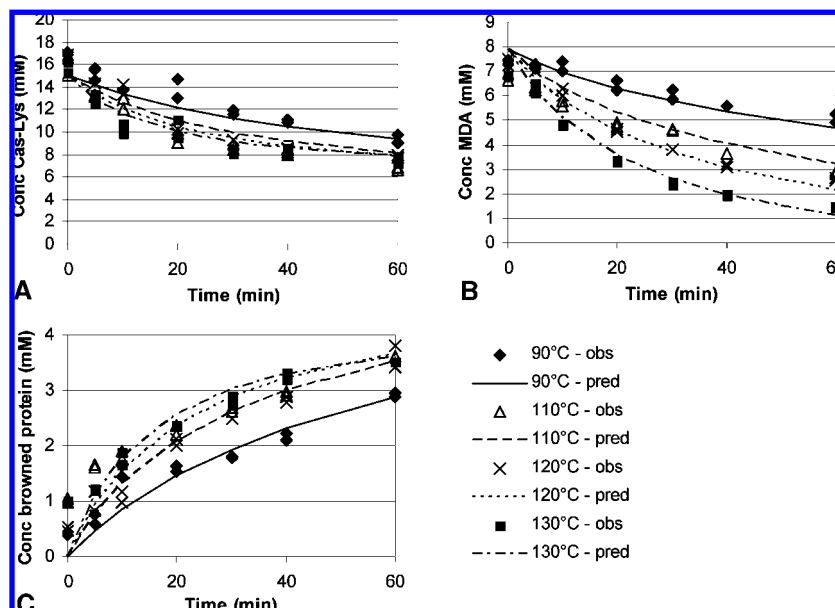 20
18
16
14
12
10
8
6
4
2
0
Conc Cas-Lys (mM)
0
20
40
60
Time (min)
A
9
8
7
6
5
4
3
2
1
0
Conc MDA (mM)
0
20
40
60
Time (min)
B
4
3
2
1
0
Conc browned protein (mM)
0
20
40
60
Time (min)
C
90°C - obs
90°C - pred
110°C - obs
110°C - pred
120°C - obs
120°C - pred
130°C - obs
130°C - pred